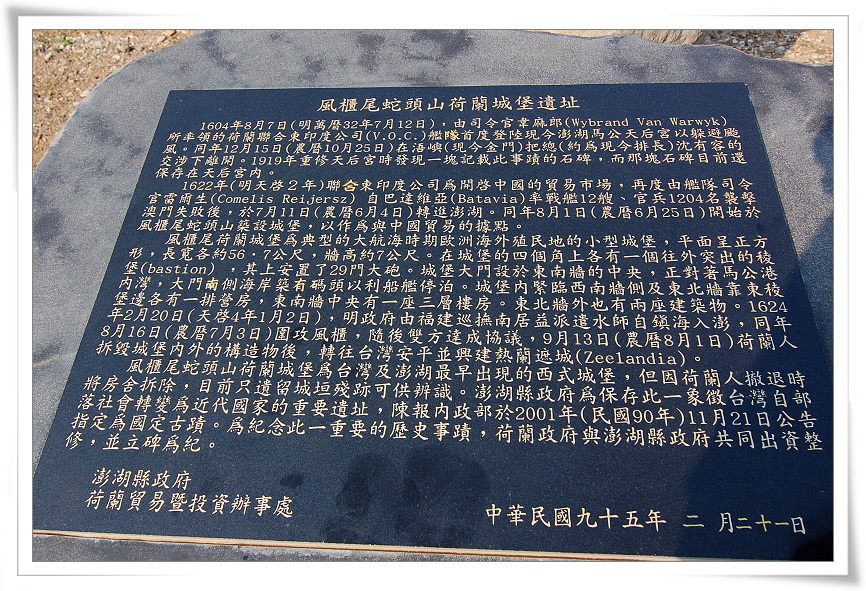 風櫃尾蛇頭山荷蘭城堡遺址
1604年8月7日(明萬曆32年7月12日)，由司令官韋麻郎(Wybrand Van Warwyk)
所率領的荷蘭聯合東印度公司(V.O.C.)艦隊首度登陸現今澎湖馬公天后宮以躲避颱
風。同年12月15日(農曆10月25日)在浯嶼(現今金門)把總(約為現今排長)沈有容的
交涉下離開。1919年重修天后宮時發現一塊記載此事蹟的石碑，而那塊石碑目前還
保存在天后宮內。
1622年(明天啓2年)聯合東印度公司為開啓中國的貿易市場，再度由艦隊司令
官雷爾生(Comelis Reijersz) 自巴達維亞(Batavia)率戰艦12艘、官兵1204名襲擊
澳門失敗後，於7月11日(農曆6月4日)轉進澎湖。同年8月1日(農曆6月25日)開始於
風櫃尾蛇頭山築設城堡，以作為與中國貿易的據點。
風櫃尾荷蘭城堡為典型的大航海時期歐洲海外殖民地的小型城堡，平面呈正方
形，長寬各約56．7公尺，牆高約7公尺。在城堡的四個角上各有一個往外突出的稜
堡(bastion)，其上安置了29門大砲。城堡大門設於東南牆的中央，正對著馬公港
內灣，大門兩側海岸築有碼頭以利船艦停泊。城堡內緊臨西南牆側及東北牆靠東稜
堡邊各有一排營房，東南牆中央有一座三層樓房。東北牆外也有兩座建築物。1624
年2月20日(天啓4年1月2日)，明政府由福建巡撫南居益派遣水師自鎮海入澎，同年
8月16日(農曆7月3日)圍攻風櫃，隨後雙方達成協議，9月13日(農曆8月1日)荷蘭人
拆毀城堡內外的構造物後，轉往台灣安平並興建熱蘭遮城(Zeelandia)。
風櫃尾蛇頭山荷蘭城堡為台灣及澎湖最早出現的西式城堡，但因荷蘭人撤退時
將房舍拆除，目前只遺留城垣殘跡可供辨識。澎湖縣政府為保存此一象徵台灣自部
落社會轉變為近代國家的重要遺址，陳報內政部於2001年(民國90年)11月21日公告
指定為國定古蹟。為紀念此一重要的歷史事蹟，荷蘭政府與澎湖縣政府共同出資整
修，並立碑為紀。
澎湖縣政府
荷蘭貿易暨投資辦事處
中華民國九十五年 二 月二十一日